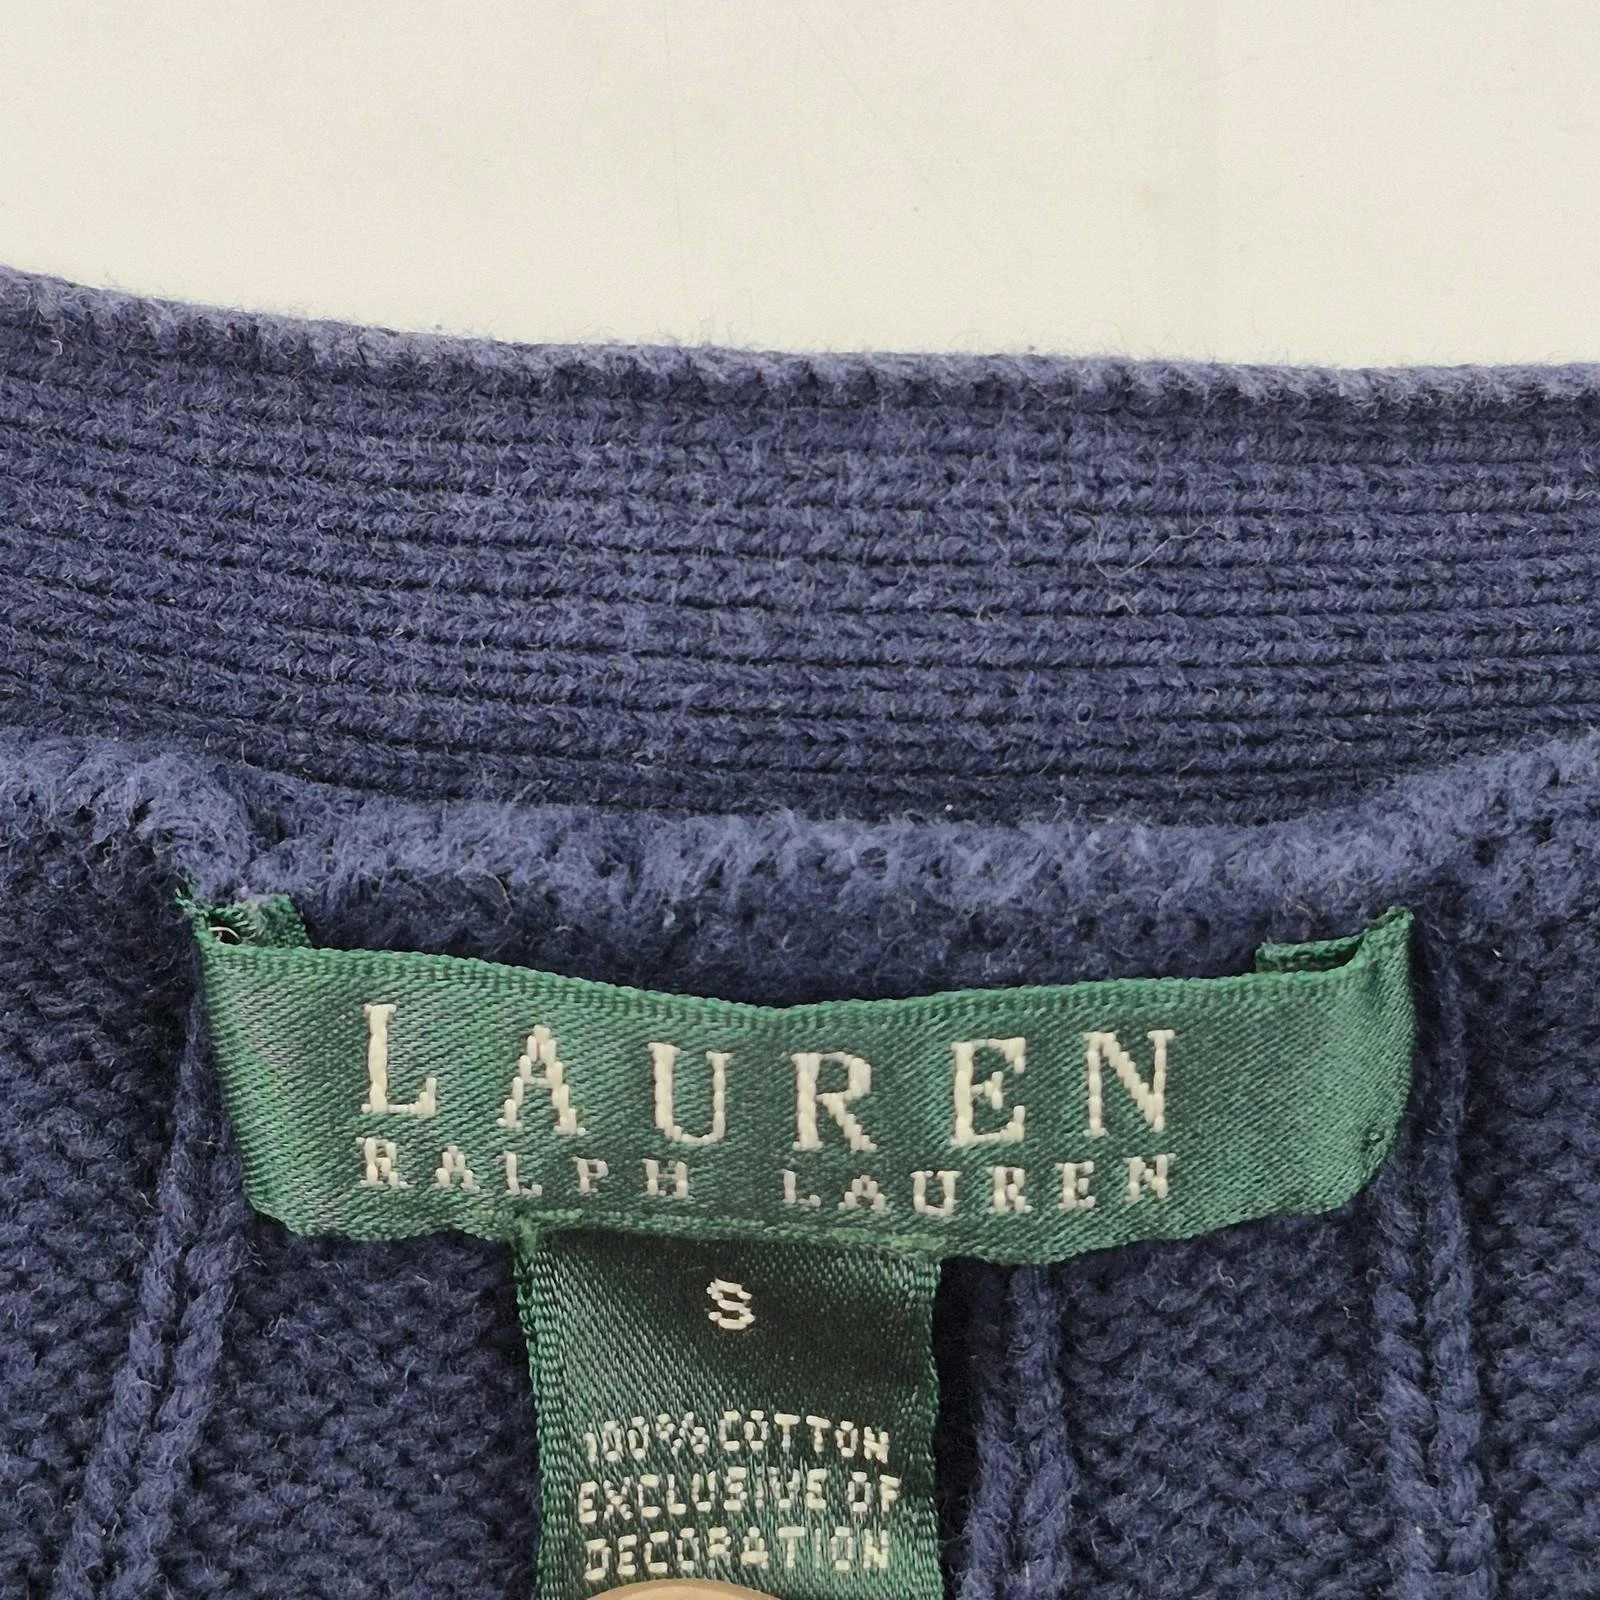 LAUREN
RALPH LAUREN
S
100% COTTON
EXCLUSIVE OF
DECORATION